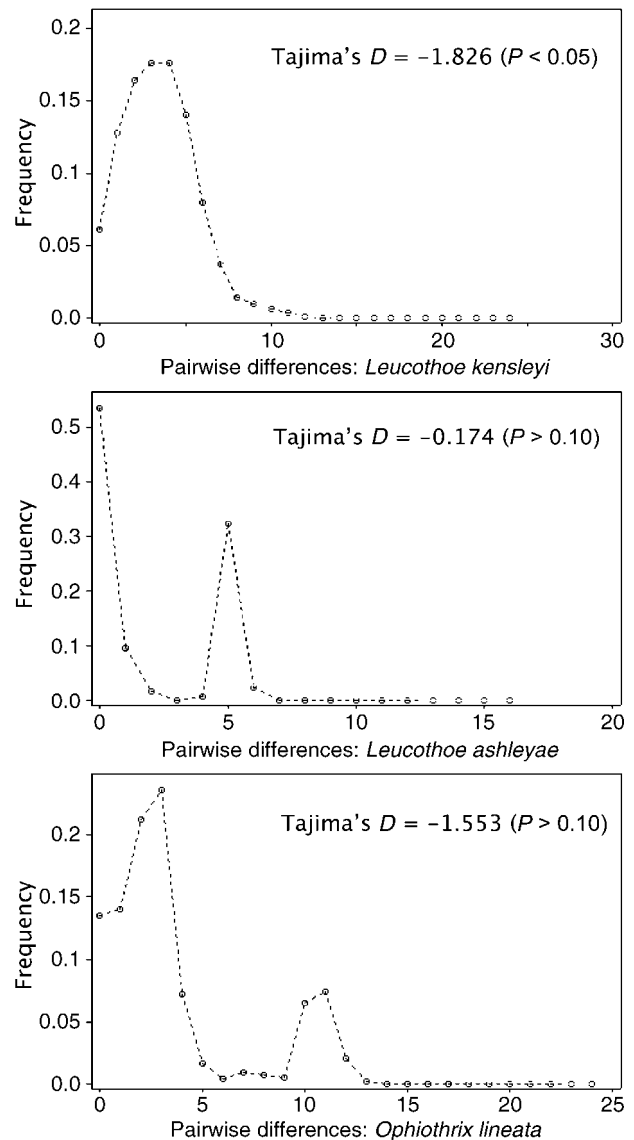 0.2
Tajima's D = −1.826 (P < 0.05)
0.15
0.1
0.05
0.0
Frequency
0 10 20 30
Pairwise differences: Leucothoe kensleyi
0.5
Tajima's D = −0.174 (P > 0.10)
0.4
0.3
0.2
0.1
0.0
Frequency
0 5 10 15 20
Pairwise differences: Leucothoe ashleyae
0.2
Tajima's D = −1.553 (P > 0.10)
0.15
0.1
0.05
0.0
Frequency
0 5 10 15 20 25
Pairwise differences: Ophiothrix lineata